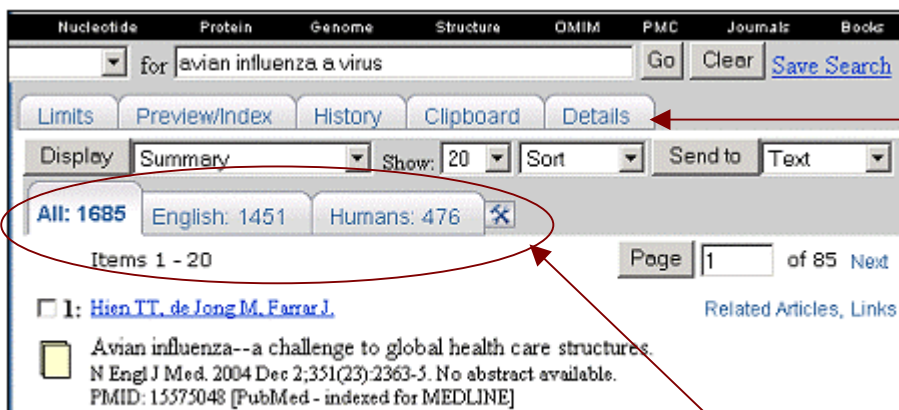 Nucleotide Protein Genome Structure OMIM PMC Journals Books
for avian influenza a virus Go Clear Save Search
Limits Preview/Index History Clipboard Details
Display Summary Show: 20 Sort Send to Text
All: 1685 English: 1451 Humans: 476
Items 1 - 20 Page 1 of 85 Next
1: Hien TT, de Jong M, Farrar J. Related Articles, Links
Avian influenza--a challenge to global health care structures.
N Engl J Med. 2004 Dec 2;351(23):2363-5. No abstract available.
PMID: 15575048 [PubMed - indexed for MEDLINE]